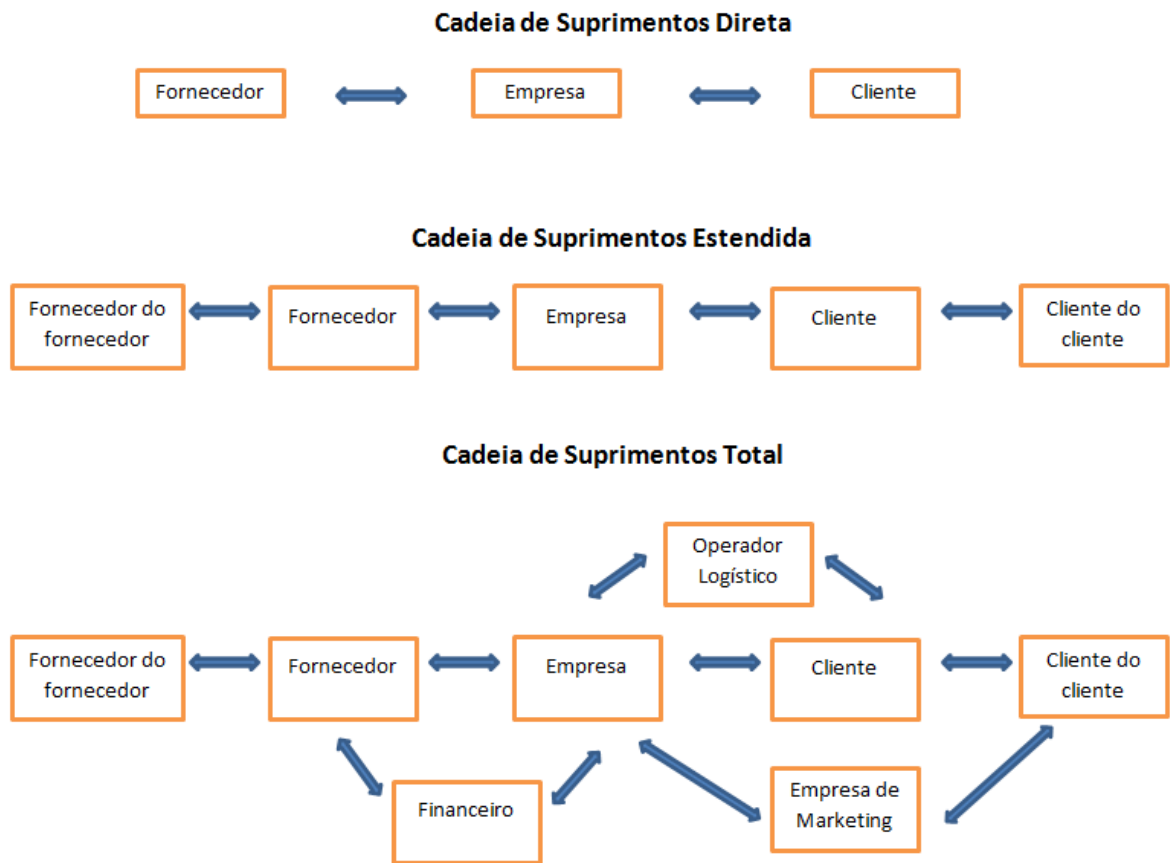 Cadeia de Suprimentos Direta
Fornecedor
Empresa
Cliente
Cadeia de Suprimentos Estendida
Fornecedor do
fornecedor
Fornecedor
Empresa
Cliente
Cliente do
cliente
Cadeia de Suprimentos Total
Operador
Logístico
Fornecedor do
fornecedor
Fornecedor
Empresa
Cliente
Cliente do
cliente
Financeiro
Empresa de
Marketing